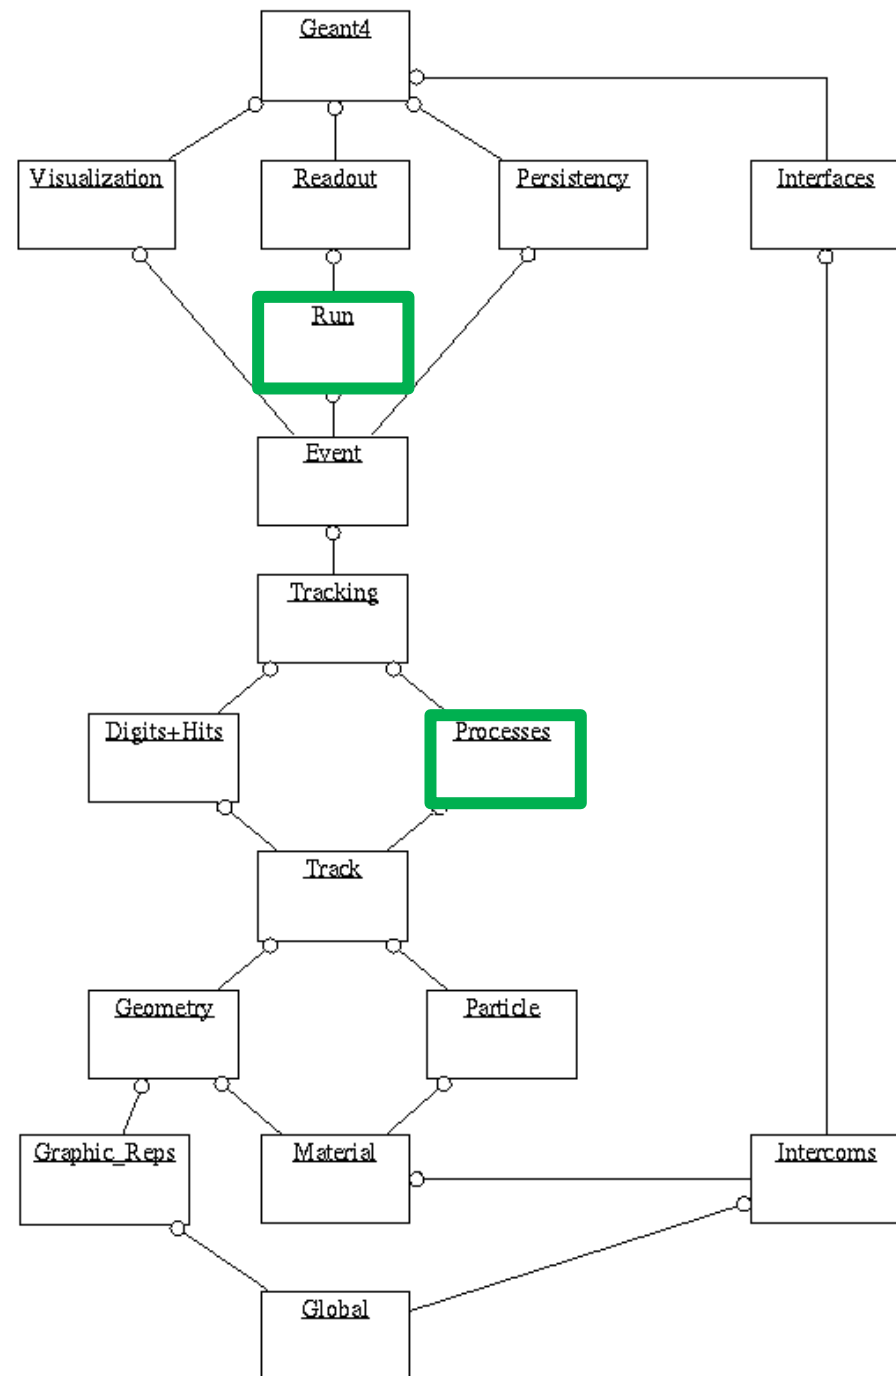 Geant4
Visualization
Readout
Persistency
Interfaces
Run
Event
Tracking
Digits+Hits
Processes
Track
Geometry
Particle
Graphic_Reps
Material
Intercoms
Global